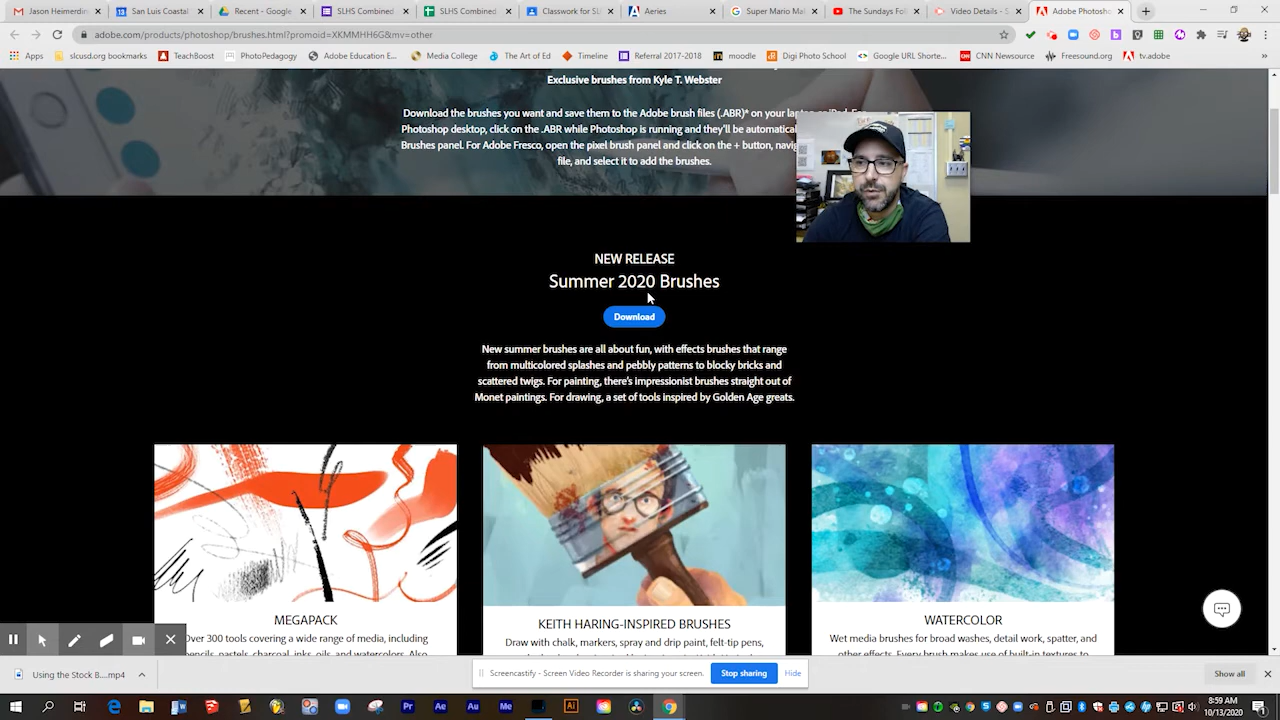 Jason Heimerdin
San Luis Coastal
Recent - Google
SLHS Combined
SLHS Combined
Classwork for SL
Aeries
Super Mario Ma
The Sundays Fol
Video Details - S
Adobe Photosho
adobe.com/products/photoshop/brushes.html?promoid=XKMMHH6G&mv=other
Apps
slcusd.org bookmarks
TeachBoost
PhotoPedagogy
Adobe Education E...
Media College
The Art of Ed
Timeline
Referral 2017-2018
moodle
Digi Photo School
Google URL Shorte...
CNN Newsource
Freesound.org
tv.adobe
Exclusive brushes from Kyle T. Webster
Download the brushes you want and save them to the Adobe brush files (.ABR)* on your
Photoshop desktop, click on the .ABR while Photoshop is running and they'll be
Brushes panel. For Adobe Fresco, open the pixel brush panel and click on the + button,
file, and select it to add the brushes.
NEW RELEASE
Summer 2020 Brushes
Download
New summer brushes are all about fun, with effects brushes that range
from multicolored splashes and pebbly patterns to blocky bricks and
scattered twigs. For painting, there's impressionist brushes straight out of
Monet paintings. For drawing, a set of tools inspired by Golden Age greats.
MEGAPACK
Over 300 tools covering a wide range of media, including
pencils, pastels, charcoal, inks, oils, and watercolors. Also
KEITH HARING-INSPIRED BRUSHES
Draw with chalk, markers, spray and drip paint, felt-tip pens,
WATERCOLOR
Wet media brushes for broad washes, detail work, spatter, and
other effects. Every brush makes use of built-in textures to
Using the Stock B....mp4
Screencastify - Screen Video Recorder is sharing your screen.
Stop sharing
Hide
Show all
8:59 AM
10/13/2020